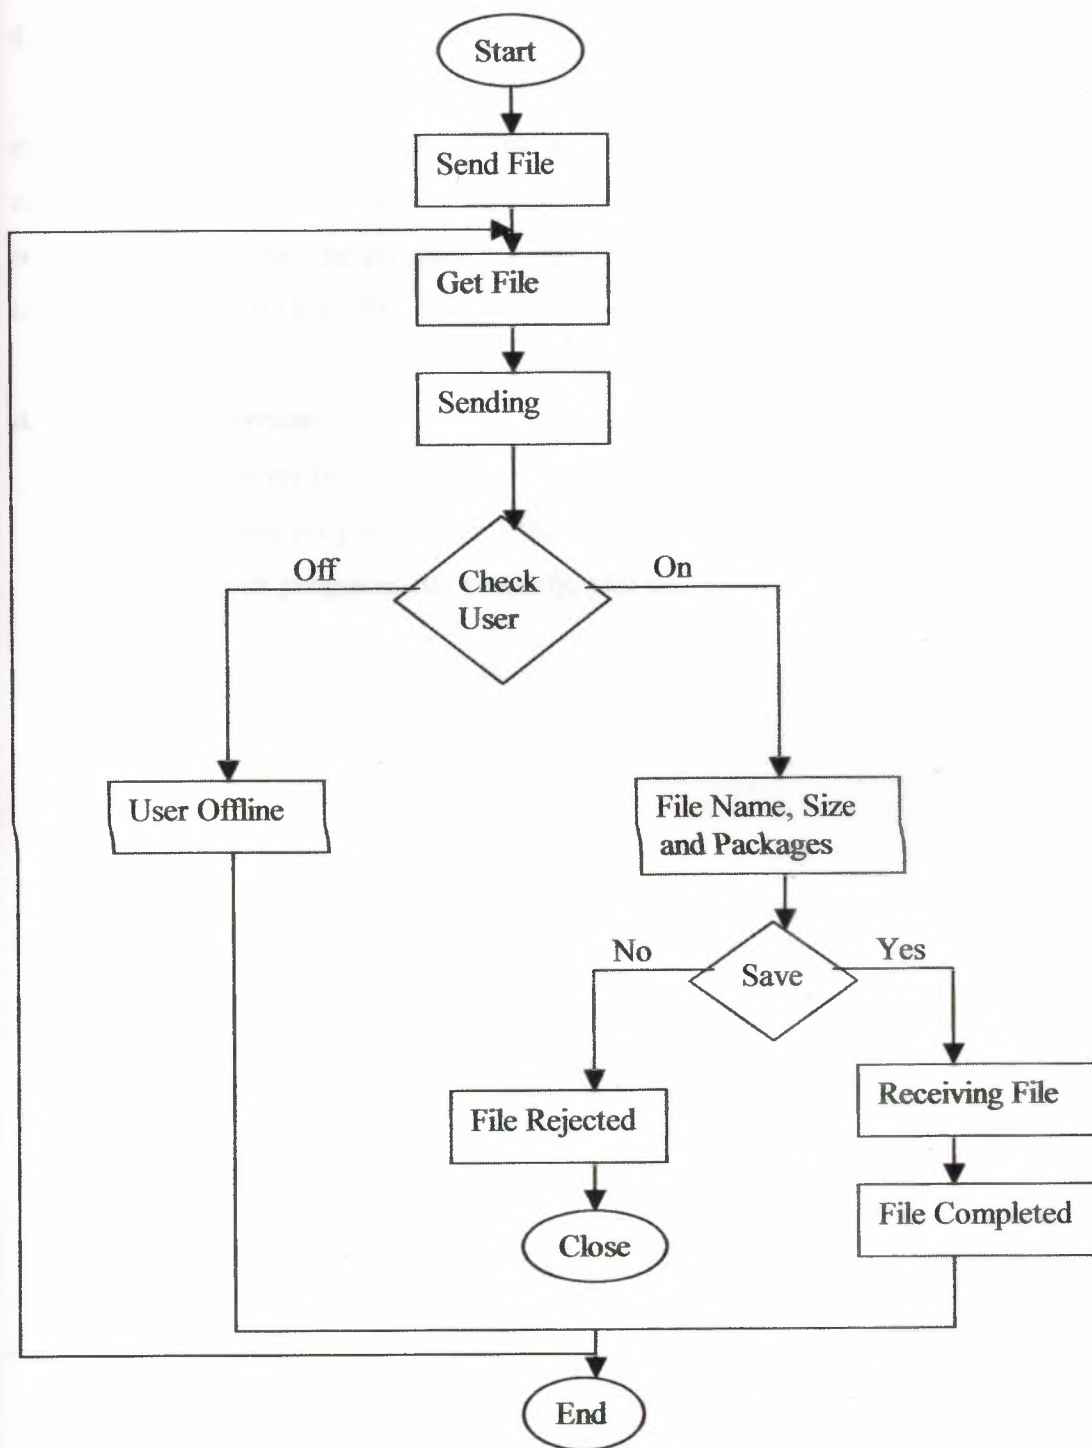 Start
Send File
Get File
Sending
Check
User
Off
On
User Offline
File Name, Size
and Packages
Save
No
Yes
File Rejected
Receiving File
Close
File Completed
End